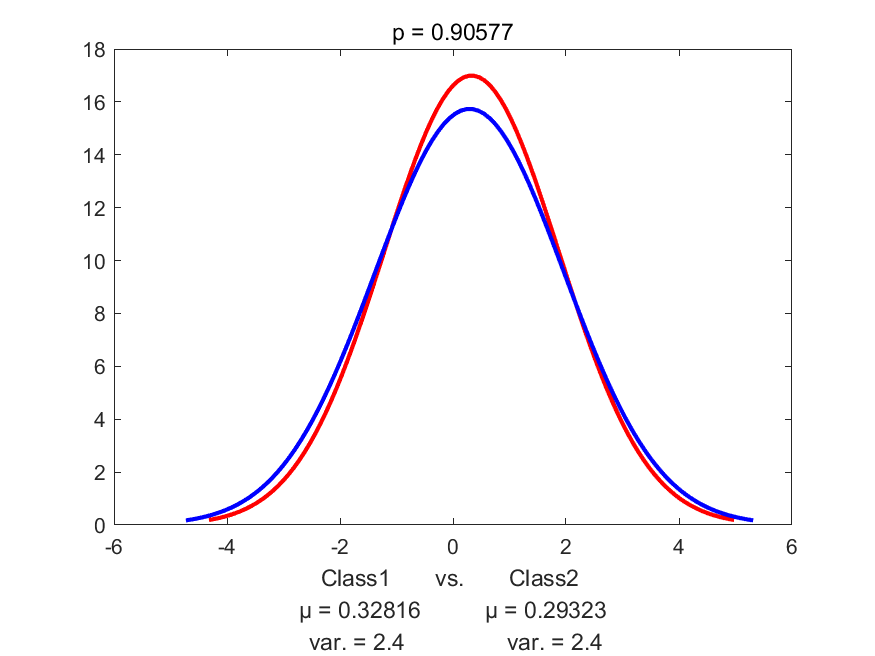 p = 0.90577
18
16
14
12
10
8
6
4
2
0
-6 -4 -2 0 2 4 6
Class1 vs. Class2
μ = 0.32816 μ = 0.29323
var. = 2.4 var. = 2.4